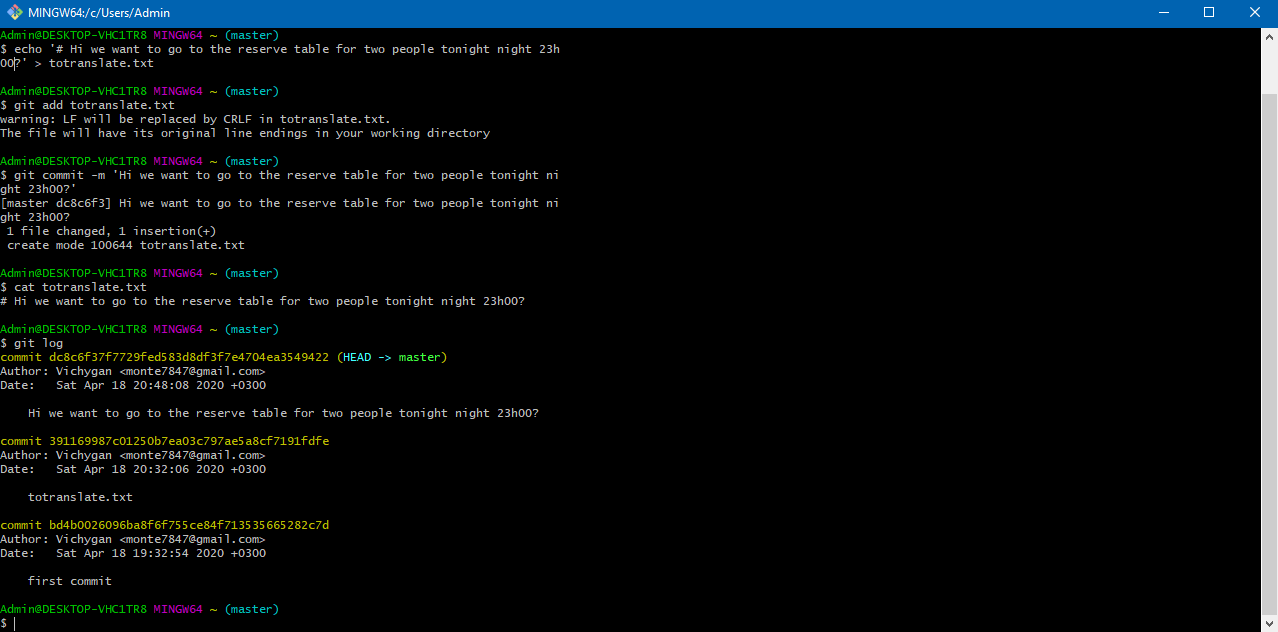 MINGW64:/c/Users/Admin
Admin@DESKTOP-VHC1TR8 MINGW64 ~ (master)
$ echo '# Hi we want to go to the reserve table for two people tonight night 23h
00?' > totranslate.txt
Admin@DESKTOP-VHC1TR8 MINGW64 ~ (master)
$ git add totranslate.txt
warning: LF will be replaced by CRLF in totranslate.txt.
The file will have its original line endings in your working directory
Admin@DESKTOP-VHC1TR8 MINGW64 ~ (master)
$ git commit -m 'Hi we want to go to the reserve table for two people tonight ni
ght 23h00?'
[master dc8c6f3] Hi we want to go to the reserve table for two people tonight ni
ght 23h00?
 1 file changed, 1 insertion(+)
 create mode 100644 totranslate.txt
Admin@DESKTOP-VHC1TR8 MINGW64 ~ (master)
$ cat totranslate.txt
# Hi we want to go to the reserve table for two people tonight night 23h00?
Admin@DESKTOP-VHC1TR8 MINGW64 ~ (master)
$ git log
commit dc8c6f37f7729fed583d8df3f7e4704ea3549422 (HEAD -> master)
Author: Vichygan <monte7847@gmail.com>
Date:   Sat Apr 18 20:48:08 2020 +0300
    Hi we want to go to the reserve table for two people tonight night 23h00?
commit 391169987c01250b7ea03c797ae5a8cf7191fdfe
Author: Vichygan <monte7847@gmail.com>
Date:   Sat Apr 18 20:32:06 2020 +0300
    totranslate.txt
commit bd4b0026096ba8f6f755ce84f713535665282c7d
Author: Vichygan <monte7847@gmail.com>
Date:   Sat Apr 18 19:32:54 2020 +0300
    first commit
Admin@DESKTOP-VHC1TR8 MINGW64 ~ (master)
$